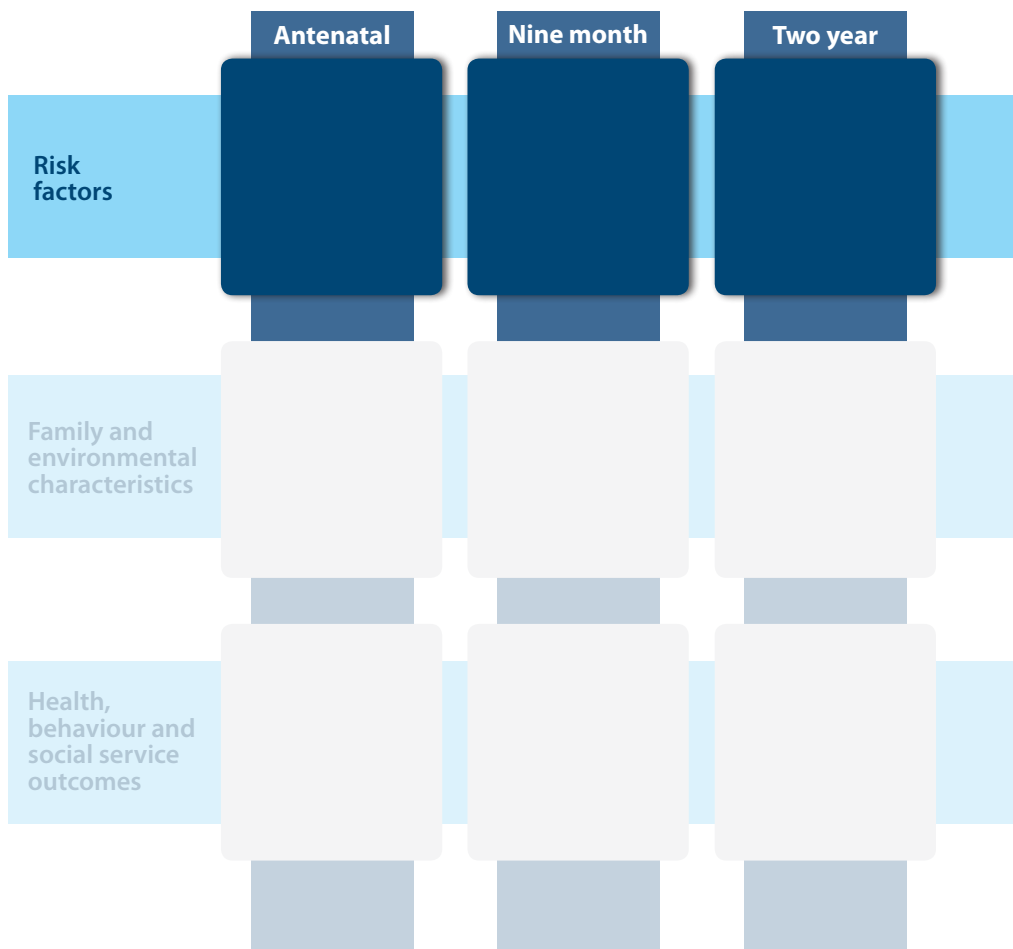 Antenatal
Nine month
Two year
Risk
factors
Family and
environmental
characteristics
Health,
behaviour and
social service
outcomes